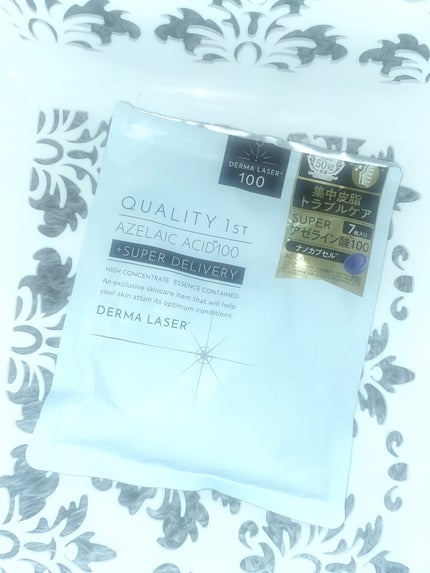 DERMA LASER
100
QUALITY 1ST
AZELAIC ACID100
+SUPER DELIVERY
HIGH CONCENTRATE ESSENCE CONTAINED
An exclusive skincare item that will help
your skin attain its optimum conditions.
DERMA LASER
集中皮脂
トラブルケア
SUPER
7枚入り
アゼライン酸100
ナノカプセル